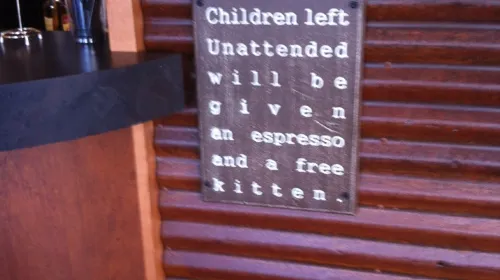 Children left
Unattended
will be
given
an espresso
and a free
kitten.